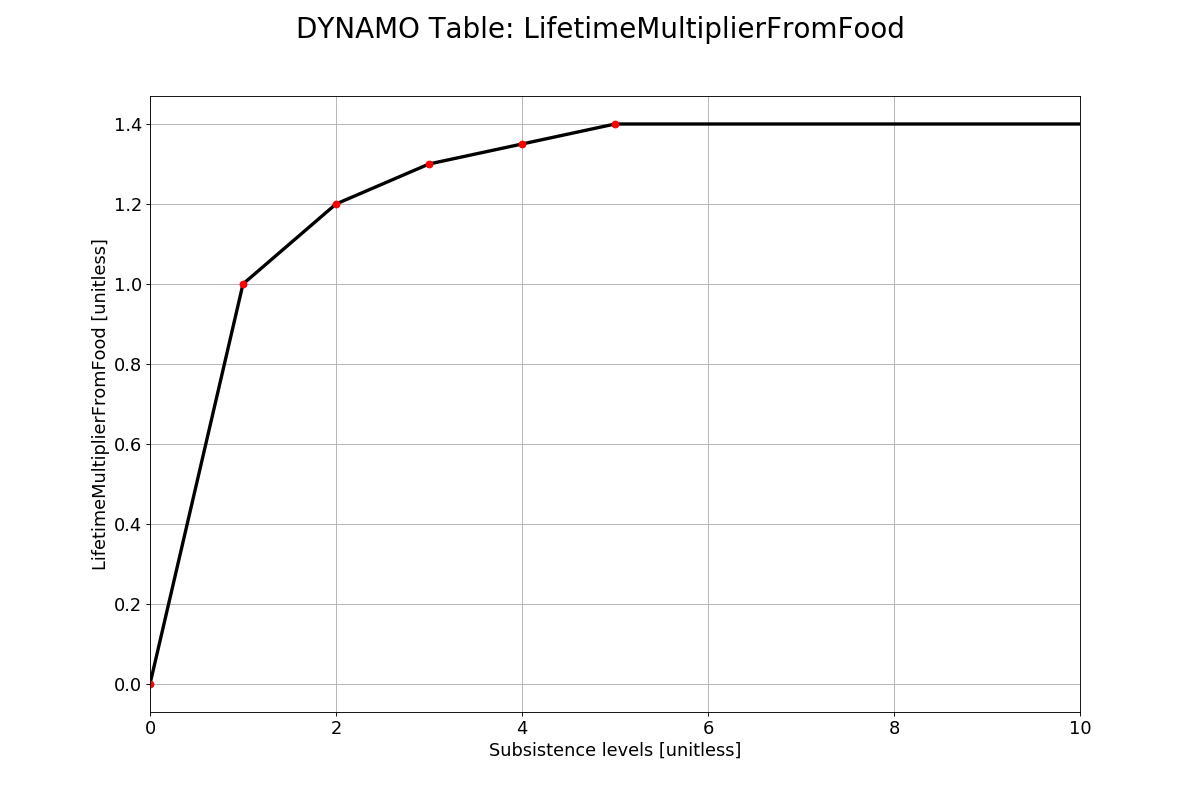 DYNAMO Table: LifetimeMultiplierFromFood
LifetimeMultiplierFromFood [unitless]
1.4
1.2
1.0
0.8
0.6
0.4
0.2
0.0
0 2 4 6 8 10
Subsistence levels [unitless]